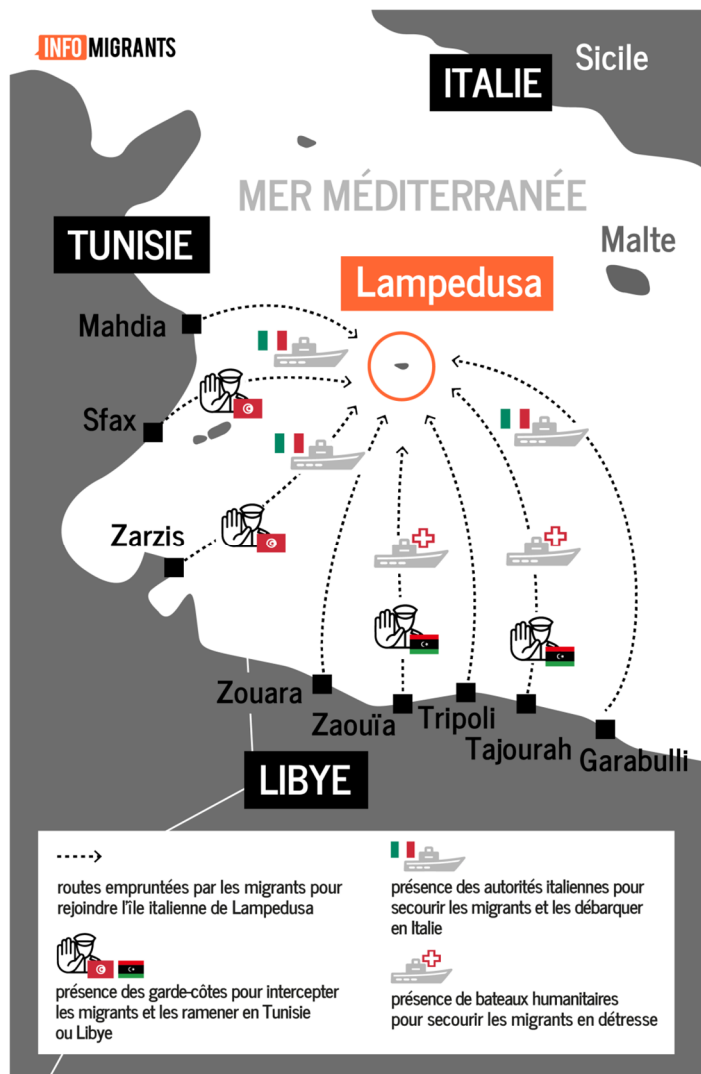 INFO MIGRANTS
Sicile
ITALIE
MER MÉDITERRANÉE
TUNISIE
Malte
Lampedusa
Mahdia
Sfax
Zarzis
Zouara
Zaouïa
Tripoli
Tajourah
Garabulli
LIBYE
routes empruntées par les migrants pour
rejoindre l'île italienne de Lampedusa
présence des garde-côtes pour intercepter
les migrants et les ramener en Tunisie
ou Libye
présence des autorités italiennes pour
secourir les migrants et les débarquer
en Italie
présence de bateaux humanitaires
pour secourir les migrants en détresse